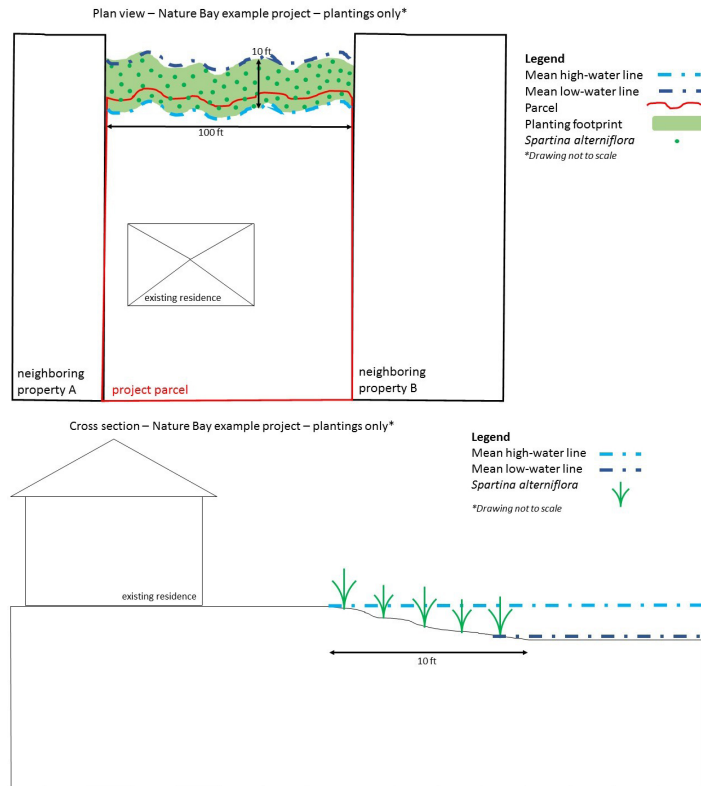 Plan view – Nature Bay example project – plantings only*
10 ft
100 ft
existing residence
neighboring
property A
project parcel
neighboring
property B
Legend
Mean high-water line
Mean low-water line
Parcel
Planting footprint
Spartina alterniflora
*Drawing not to scale
Cross section – Nature Bay example project – plantings only*
Legend
Mean high-water line
Mean low-water line
Spartina alterniflora
*Drawing not to scale
existing residence
10 ft